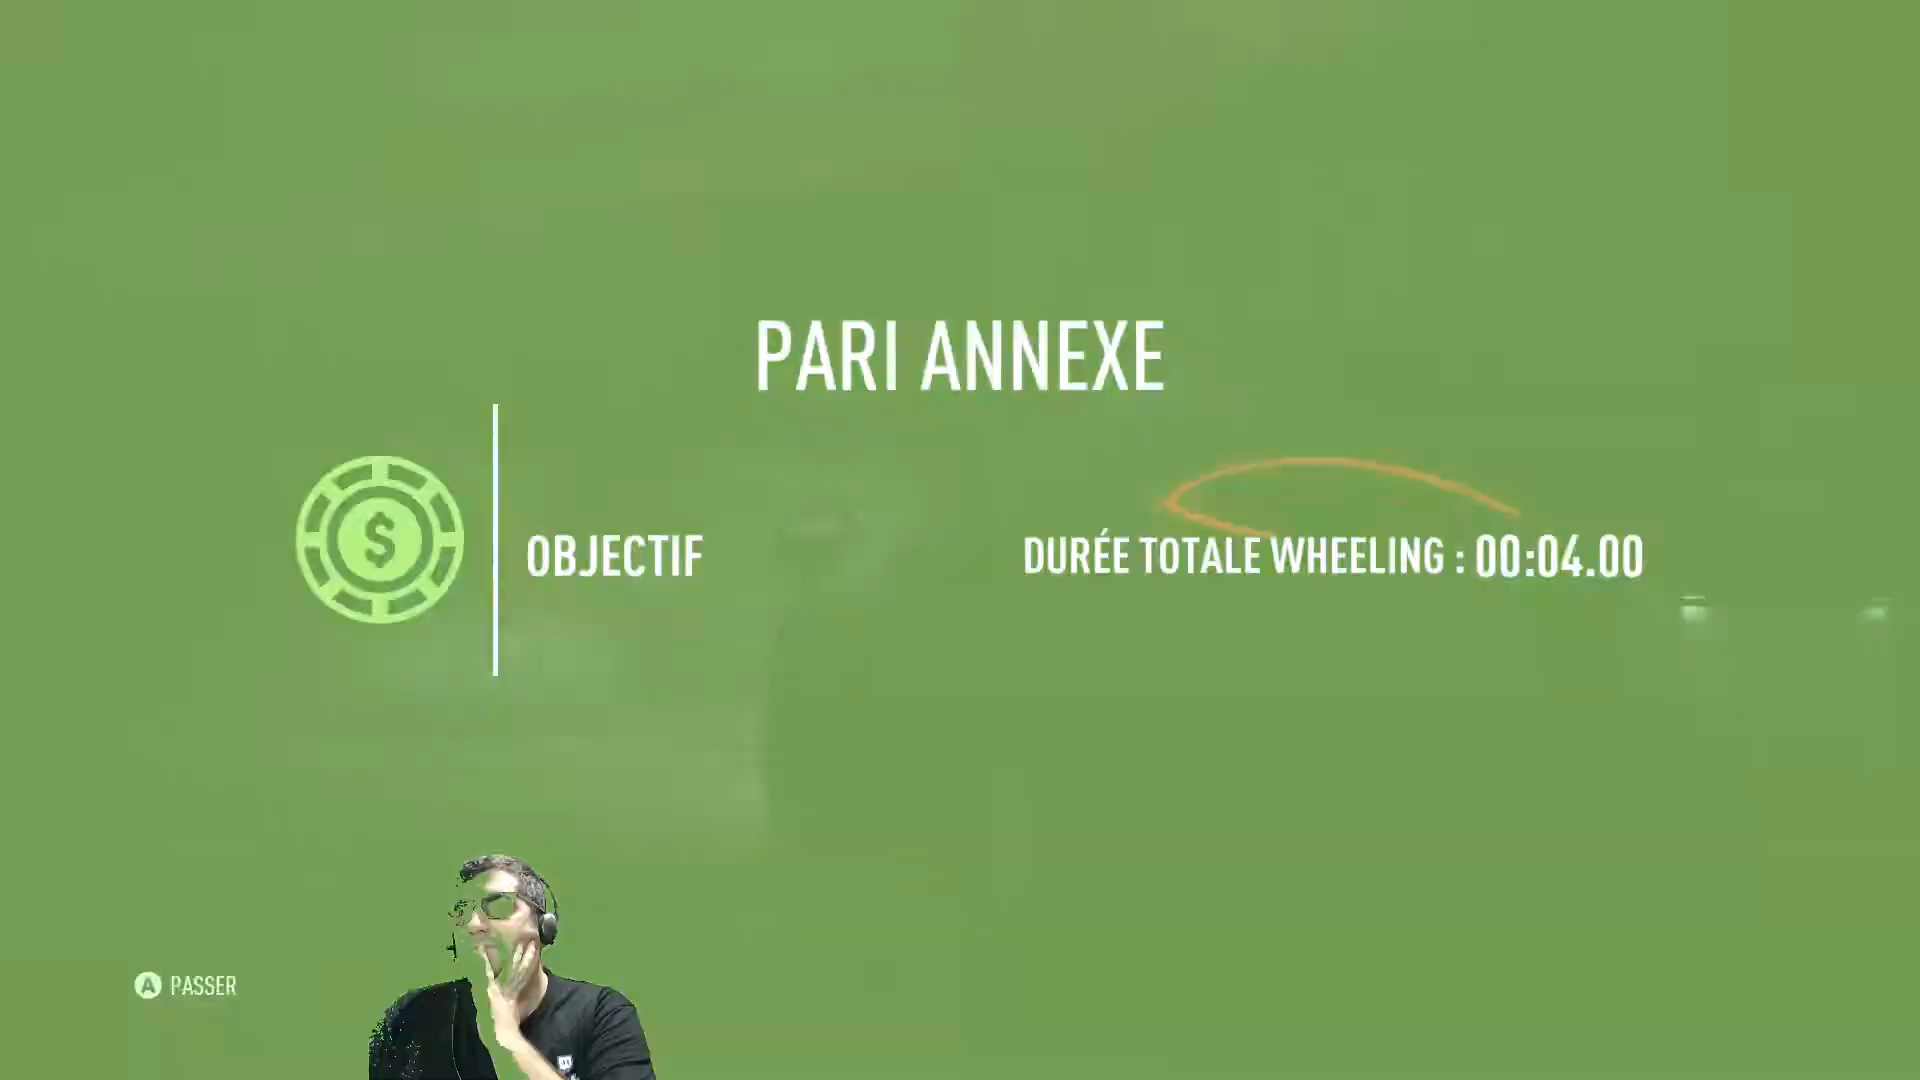 PARI ANNEXE
$
OBJECTIF
DURÉE TOTALE WHEELING : 00:04.00
A PASSER